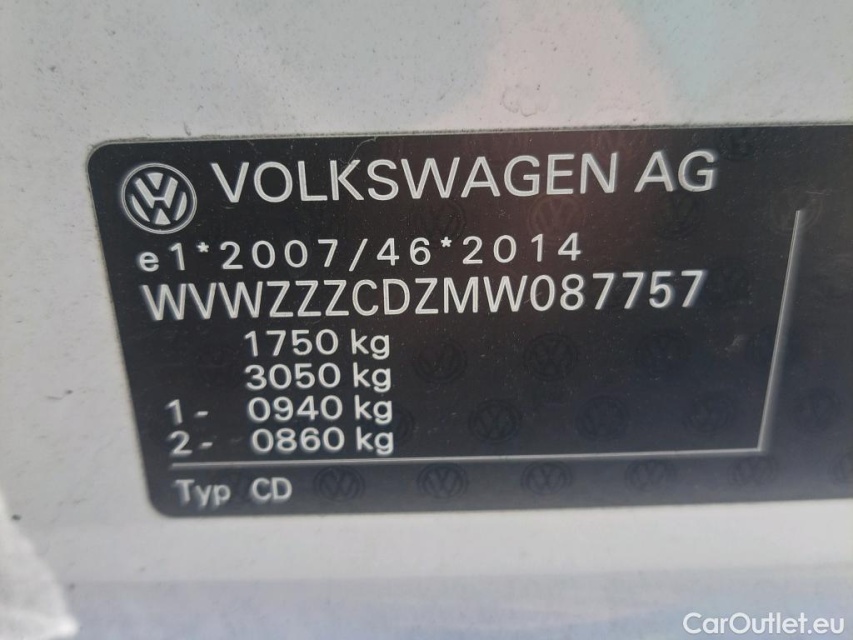 VOLKSWAGEN AG
e1*2007/46*2014
WVWZZZCDZMW087757
1750 kg
3050 kg
1- 0940 kg
2- 0860 kg
Typ CD
CarOutlet.eu